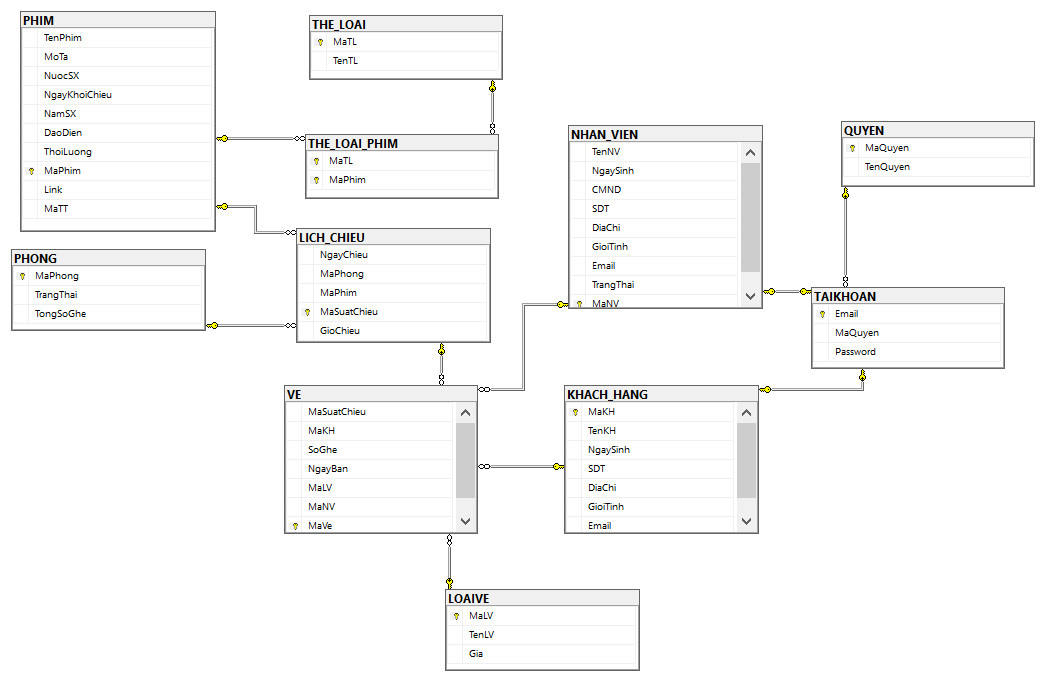 PHIM
TenPhim
MoTa
NuocSX
NgayKhoiChieu
NamSX
DaoDien
ThoiLuong
MaPhim
Link
MaTT
THE_LOAI
MaTL
TenTL
THE_LOAI_PHIM
MaTL
MaPhim
NHAN_VIEN
TenNV
NgaySinh
CMND
SDT
DiaChi
GioiTinh
Email
TrangThai
MaNV
QUYEN
MaQuyen
TenQuyen
PHONG
MaPhong
TrangThai
TongSoGhe
LICH_CHIEU
NgayChieu
MaPhong
MaPhim
MaSuatChieu
GioChieu
TAIKHOAN
Email
MaQuyen
Password
VE
MaSuatChieu
MaKH
SoGhe
NgayBan
MaLV
MaNV
MaVe
KHACH_HANG
MaKH
TenKH
NgaySinh
SDT
DiaChi
GioiTinh
Email
LOAIVE
MaLV
TenLV
Gia